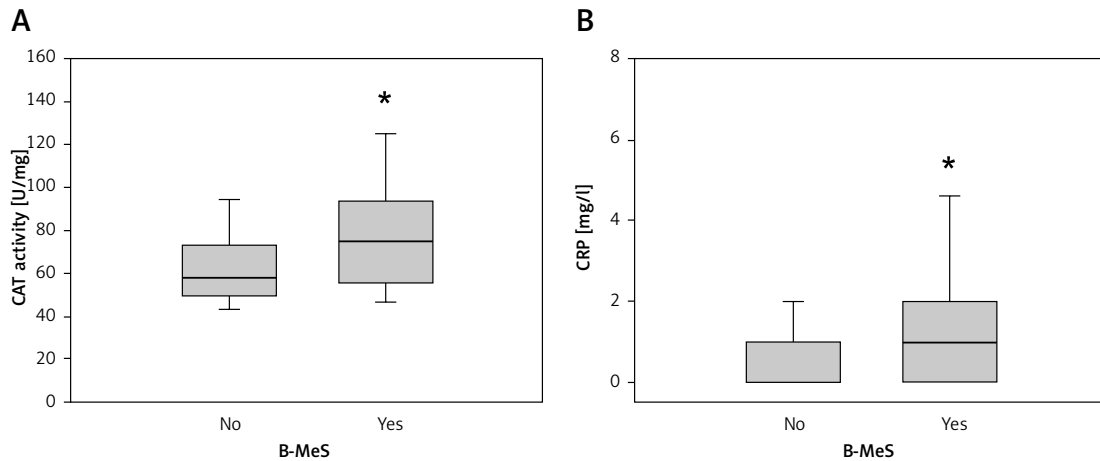 A
CAT activity [U/mg]
160
140
120
100
80
60
40
20
0
*
No
Yes
B-MeS
B
CRP [mg/l]
8
6
4
2
0
*
No
Yes
B-MeS